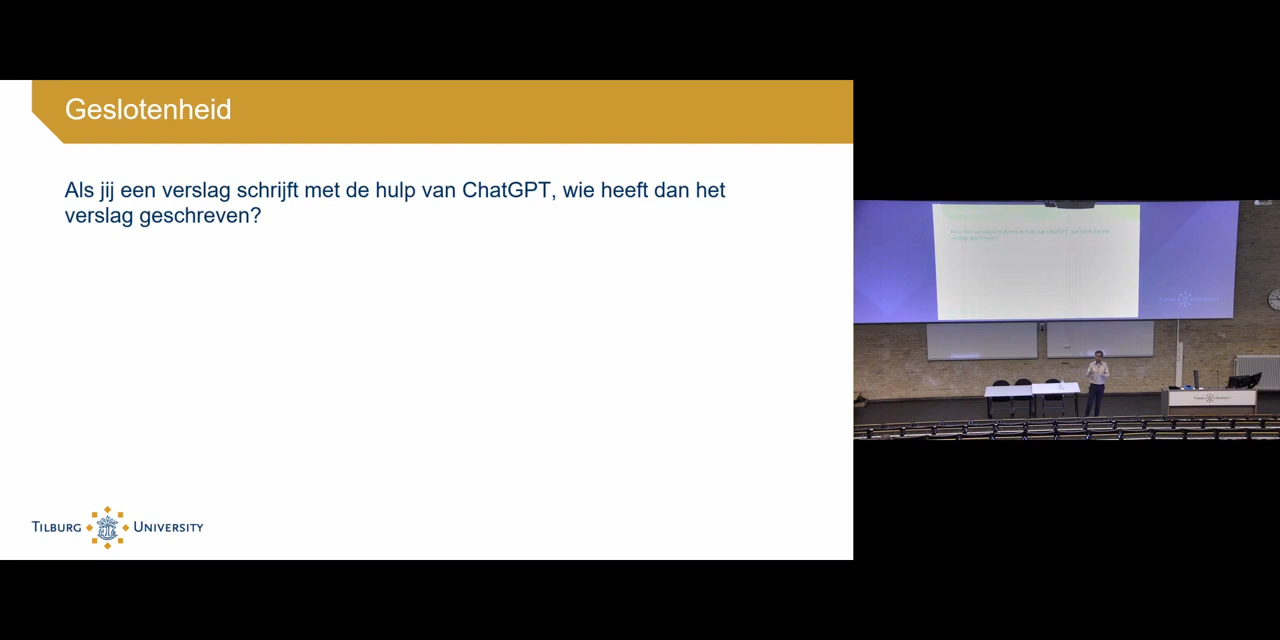 Geslotenheid
Als jij een verslag schrijft met de hulp van ChatGPT, wie heeft dan het
verslag geschreven?
TILBURG UNIVERSITY